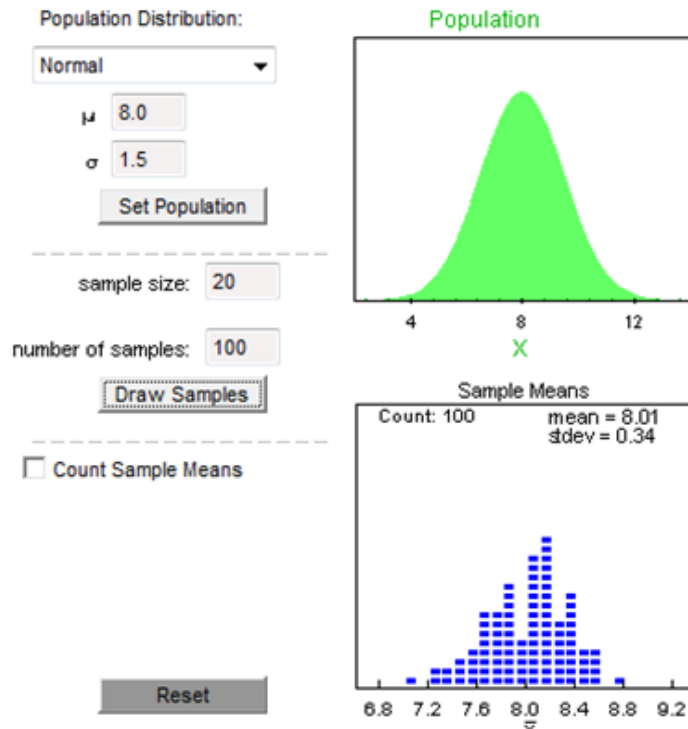 Population Distribution:
Normal
μ 8.0
σ 1.5
Set Population
sample size: 20
number of samples: 100
Draw Samples
Count Sample Means
Reset
Population
4 8 12
X
Sample Means
Count: 100 mean = 8.01
stdev = 0.34
6.8 7.2 7.6 8.0 8.4 8.8 9.2